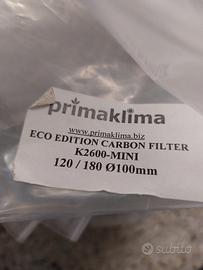 primaklima
www.primaklima.biz
ECO EDITION CARBON FILTER
K2600-MINI
120 / 180 Ø100mm
subito